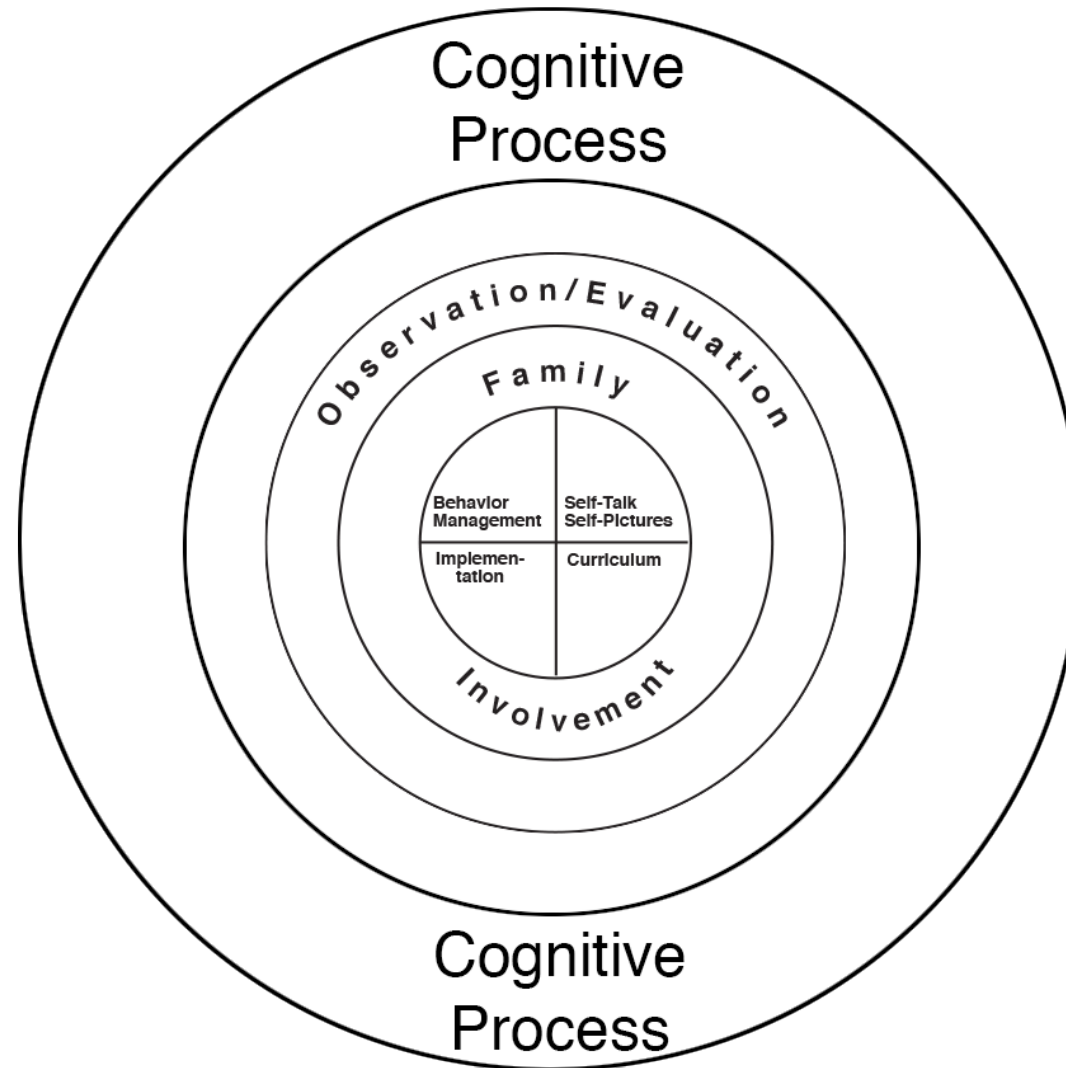 Cognitive
Process
Observation/Evaluation
Family
Behavior
Management
Self-Talk
Self-Pictures
Implemen-
tation
Curriculum
Involvement
Cognitive
Process